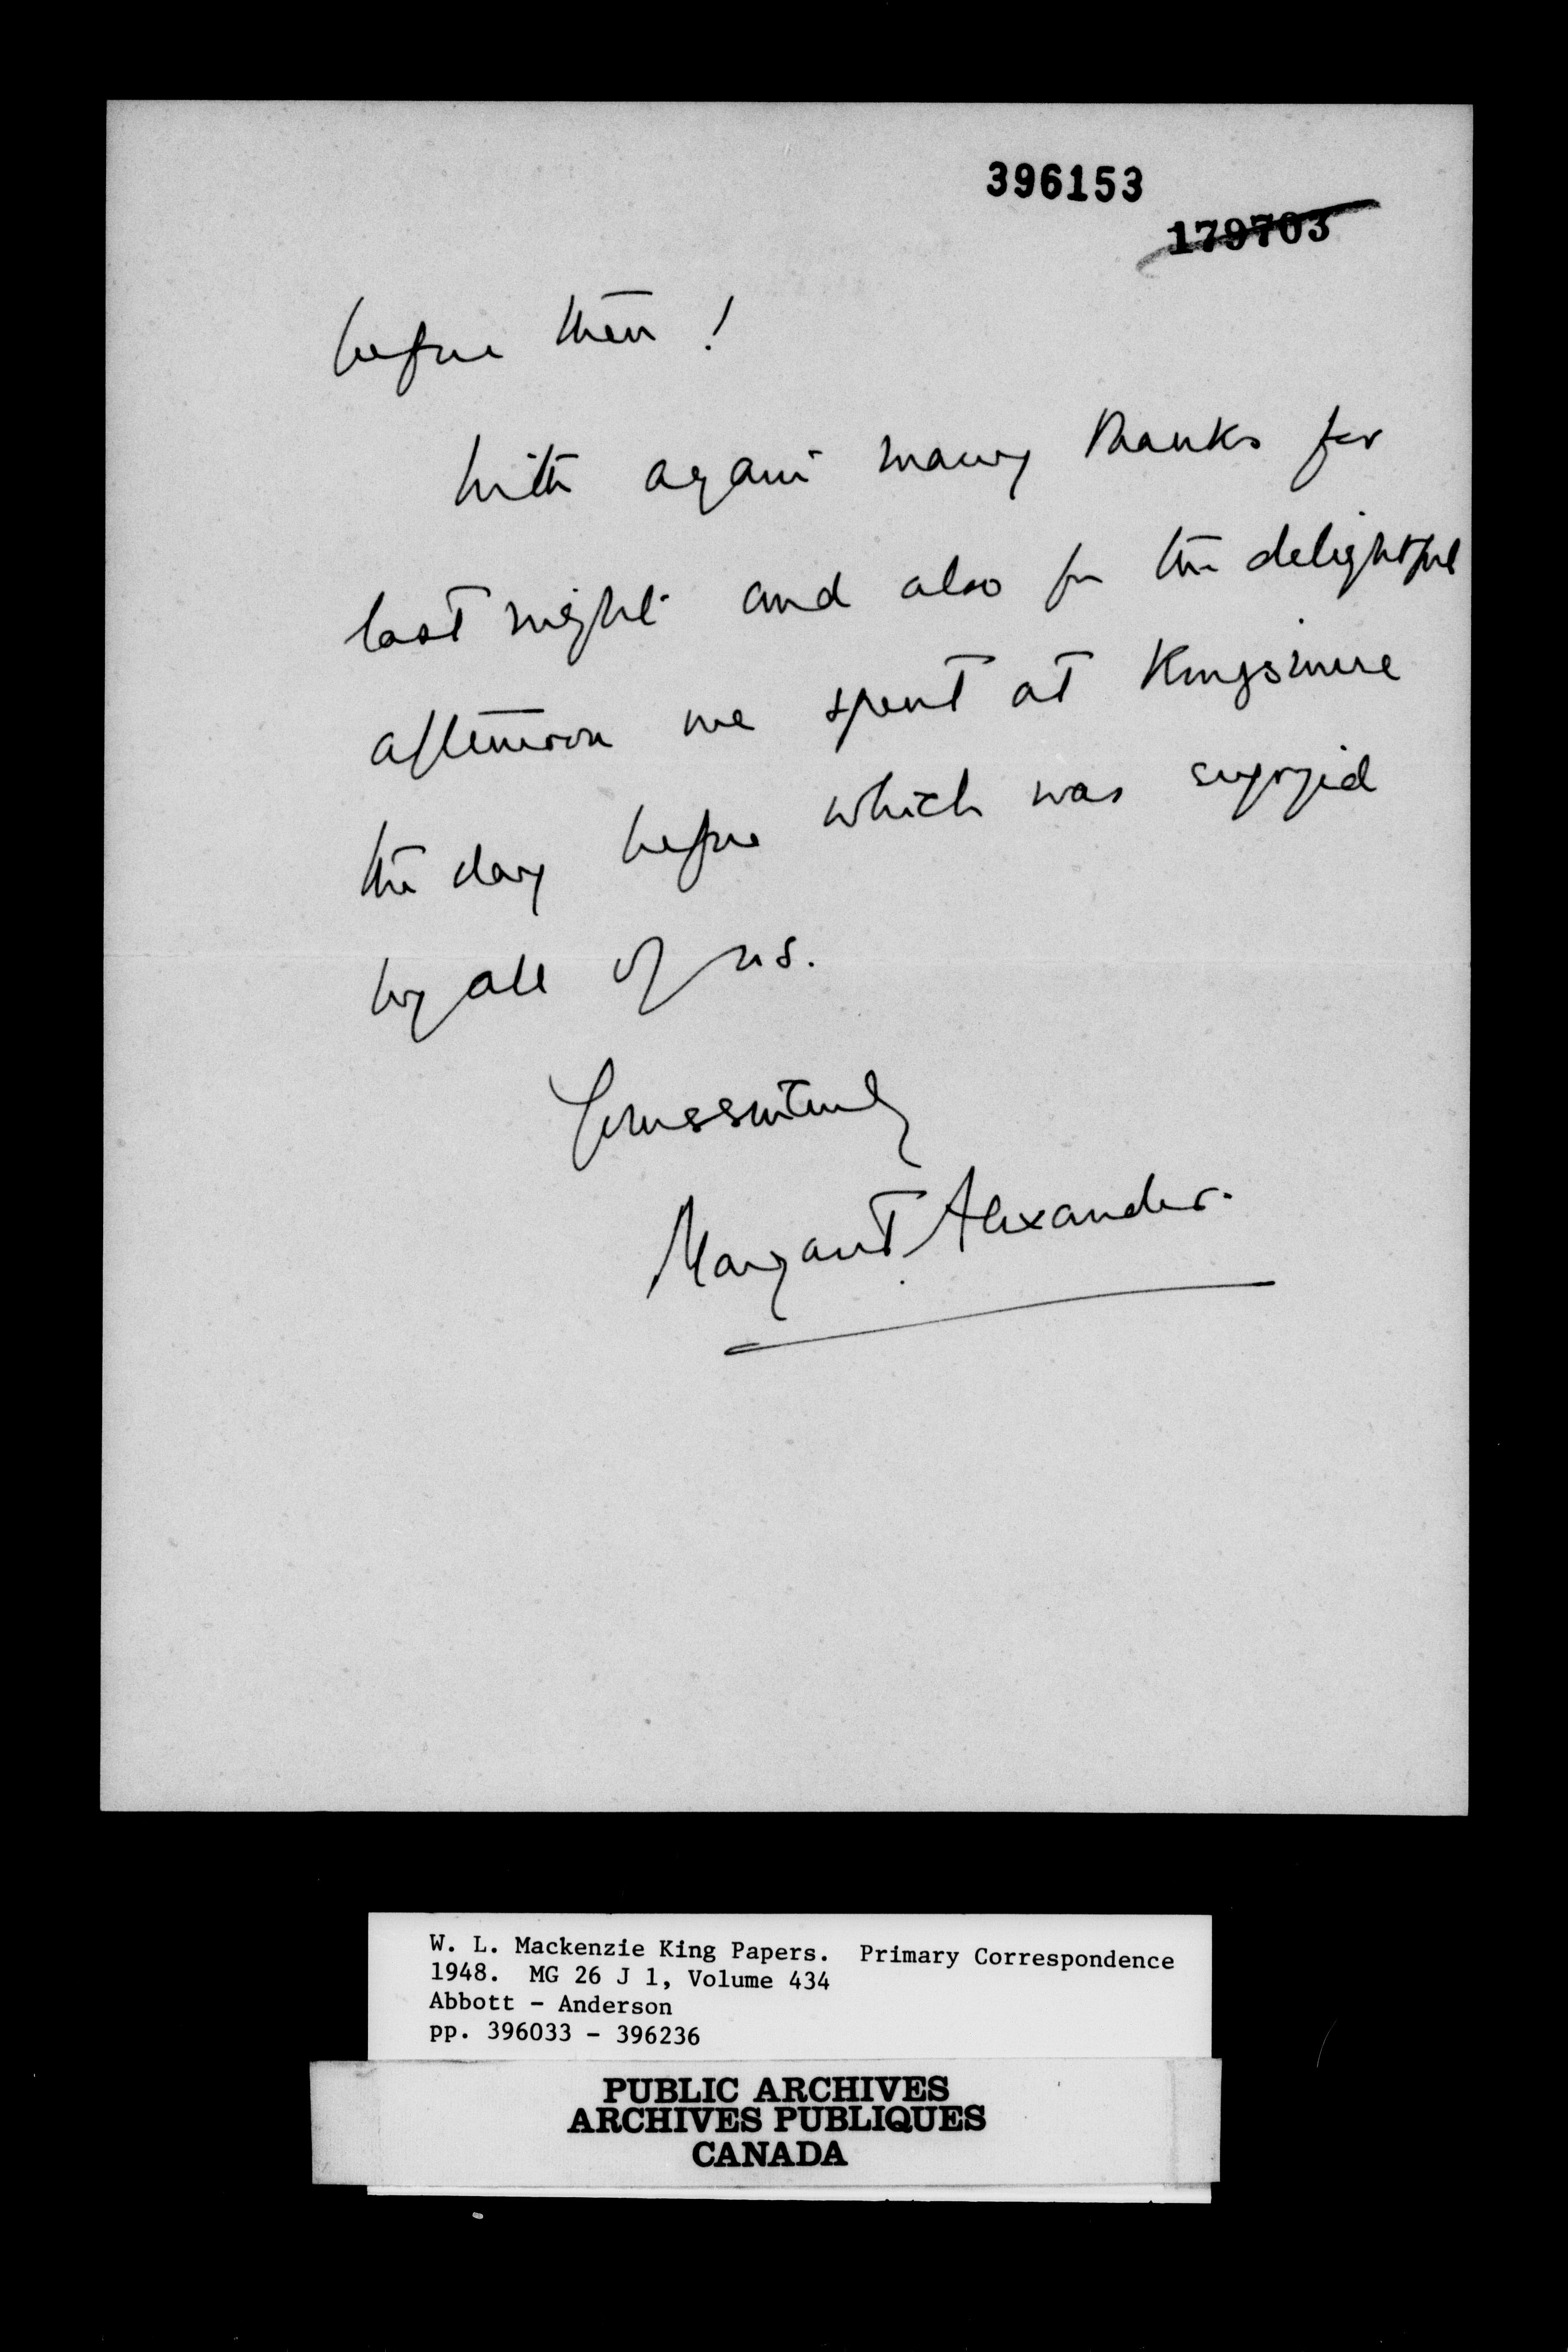 396153
179703
before then!
With again many thanks for
last night and also for the delightful
afternoon we spent at Kingsmere
the day before which was enjoyed
by all of us.
Yours sincerely
Margaret Alexander.
W. L. Mackenzie King Papers. Primary Correspondence
1948. MG 26 J 1, Volume 434
Abbott - Anderson
pp. 396033 - 396236
PUBLIC ARCHIVES
ARCHIVES PUBLIQUES
CANADA